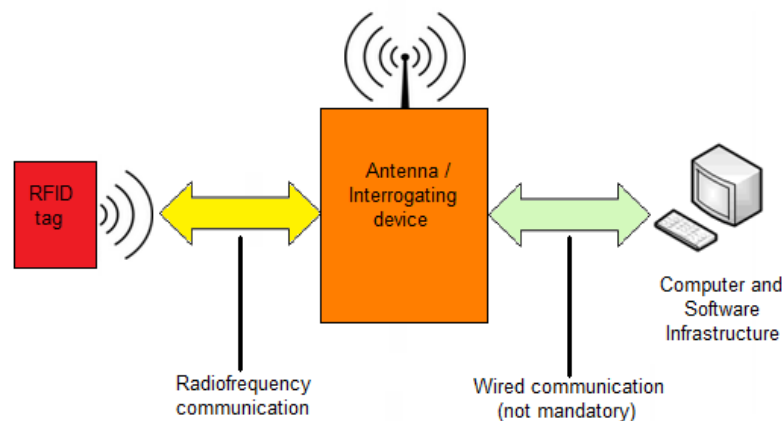 RFID
tag
Antenna /
Interrogating
device
Computer and
Software
Infrastructure
Radiofrequency
communication
Wired communication
(not mandatory)